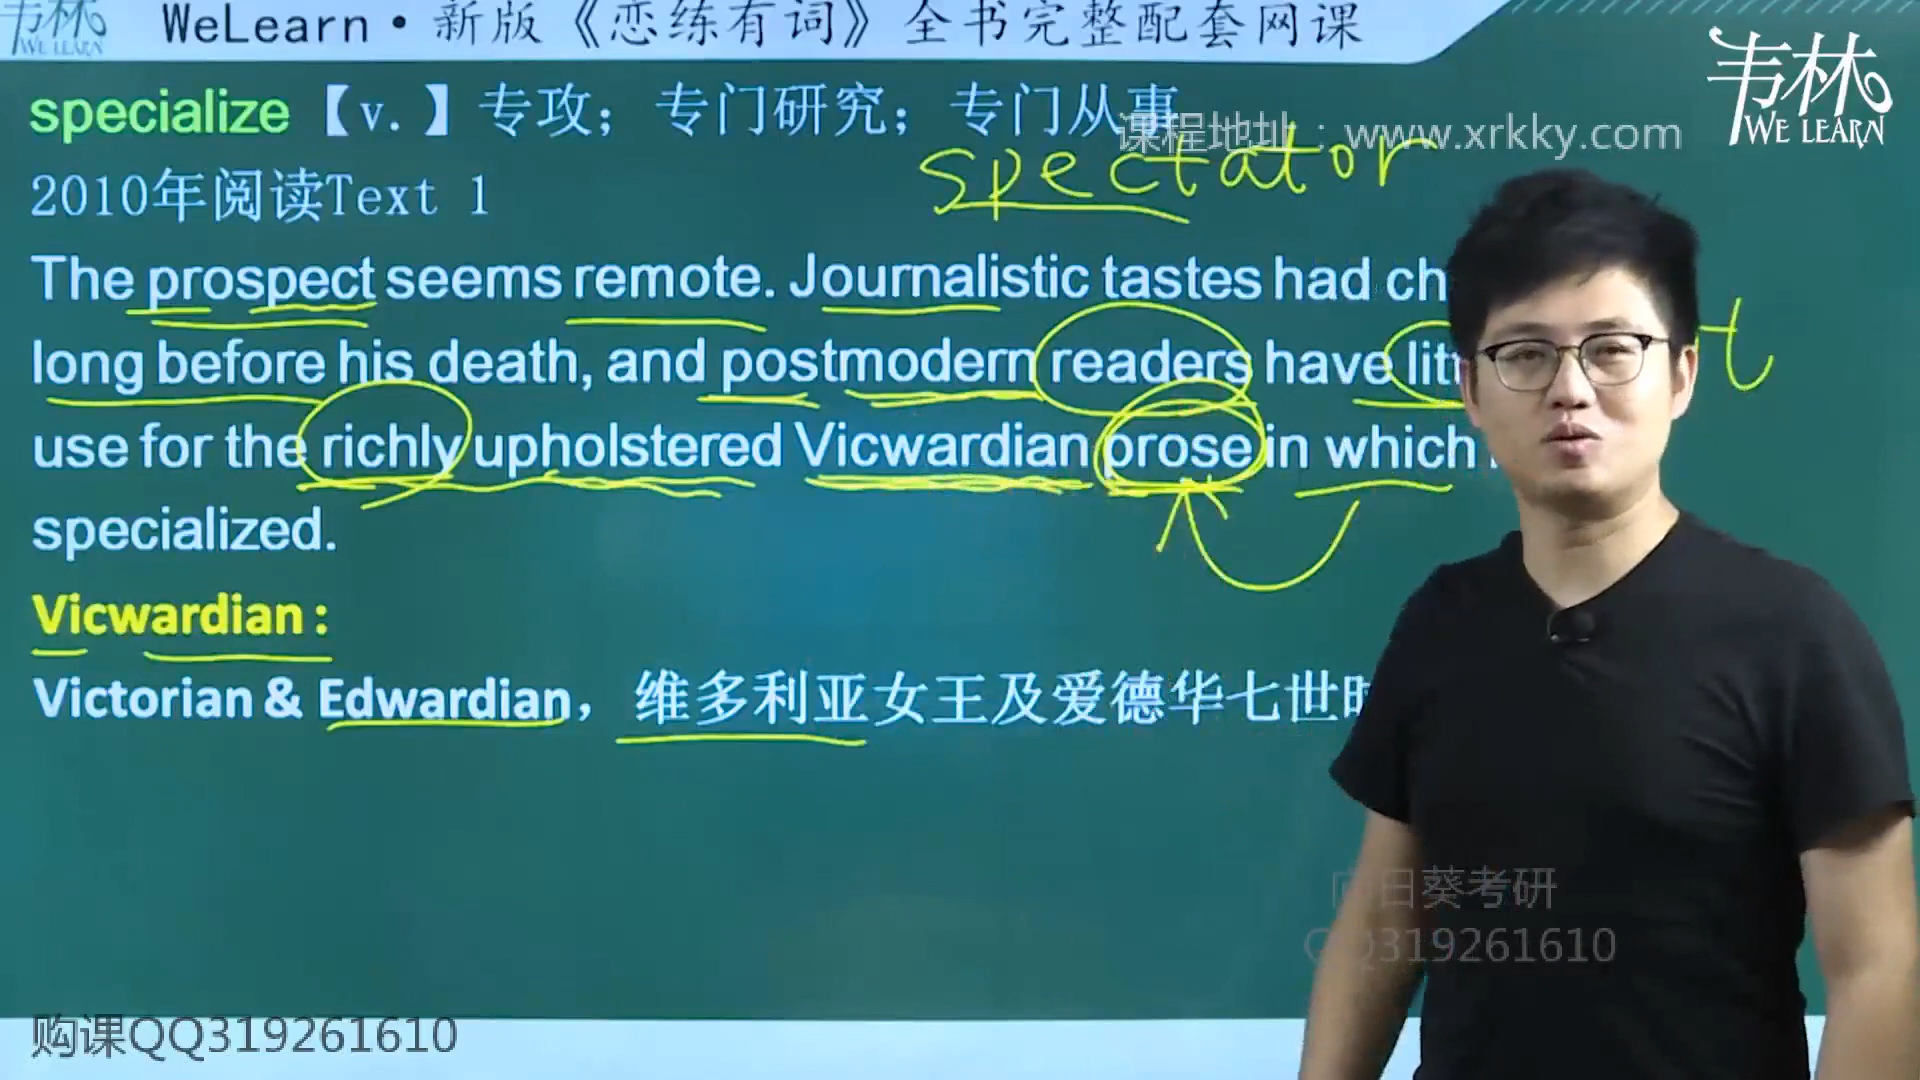 韦林
WE LEARN
WeLearn·新版《恋练有词》全书完整配套网课
韦林
WE LEARN
specialize【v.】专攻；专门研究；专门从事
课程地址：www.xrkky.com
spectator
2010年阅读Text 1
The prospect seems remote. Journalistic tastes had ch
long before his death, and postmodern readers have
use for the richly upholstered Vicwardian prose in which
specialized.
Vicwardian :
Victorian & Edwardian，维多利亚女王及爱德华七世
日葵考研
QQ319261610
购课QQ319261610